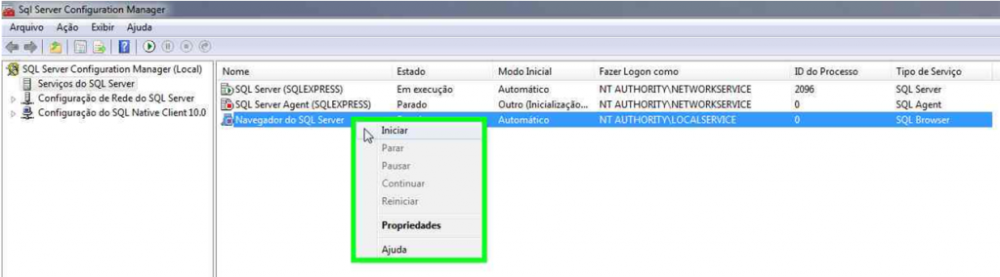 Sql Server Configuration Manager
Arquivo Ação Exibir Ajuda
SQL Server Configuration Manager (Local)
Serviços do SQL Server
Configuração de Rede do SQL Server
Configuração do SQL Native Client 10.0
Nome Estado Modo Inicial Fazer Logon como ID do Processo Tipo de Serviço
SQL Server (SQLEXPRESS) Em execução Automático NT AUTHORITY\NETWORKSERVICE 2096 SQL Server
SQL Server Agent (SQLEXPRESS) Parado Outro (Inicialização... NT AUTHORITY\NETWORKSERVICE 0 SQL Agent
Navegador do SQL Server Automático NT AUTHORITY\LOCALSERVICE 0 SQL Browser
Iniciar
Parar
Pausar
Continuar
Reiniciar
Propriedades
Ajuda